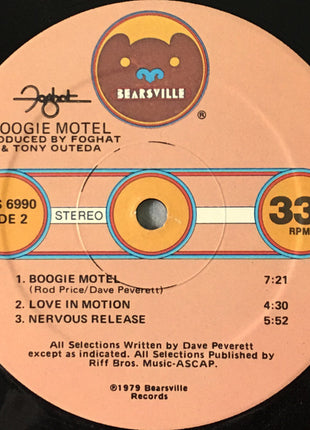 BEARSVILLE
®
Foghat
OOGIE MOTEL
ODUCED BY FOGHAT
& TONY OUTEDA
S 6990
DE 2
STEREO
33
RPM
1. BOOGIE MOTEL 7:21
(Rod Price/Dave Peverett)
2. LOVE IN MOTION 4:30
3. NERVOUS RELEASE 5:52
All Selections Written by Dave Peverett
except as indicated. All Selections Published by
Riff Bros. Music-ASCAP.
℗1979 Bearsville
Records